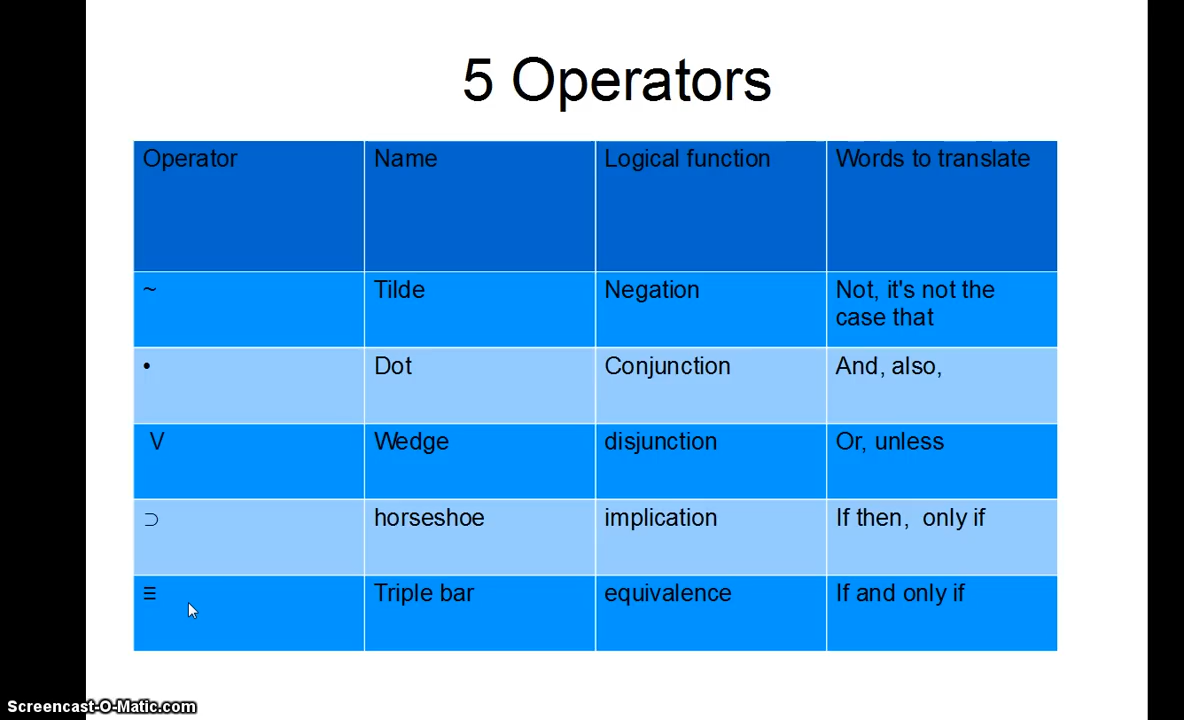 5 Operators
Operator Name Logical function Words to translate
~ Tilde Negation Not, it's not the
case that
• Dot Conjunction And, also,
V Wedge disjunction Or, unless
⊃ horseshoe implication If then, only if
≡ Triple bar equivalence If and only if
Screencast-O-Matic.com